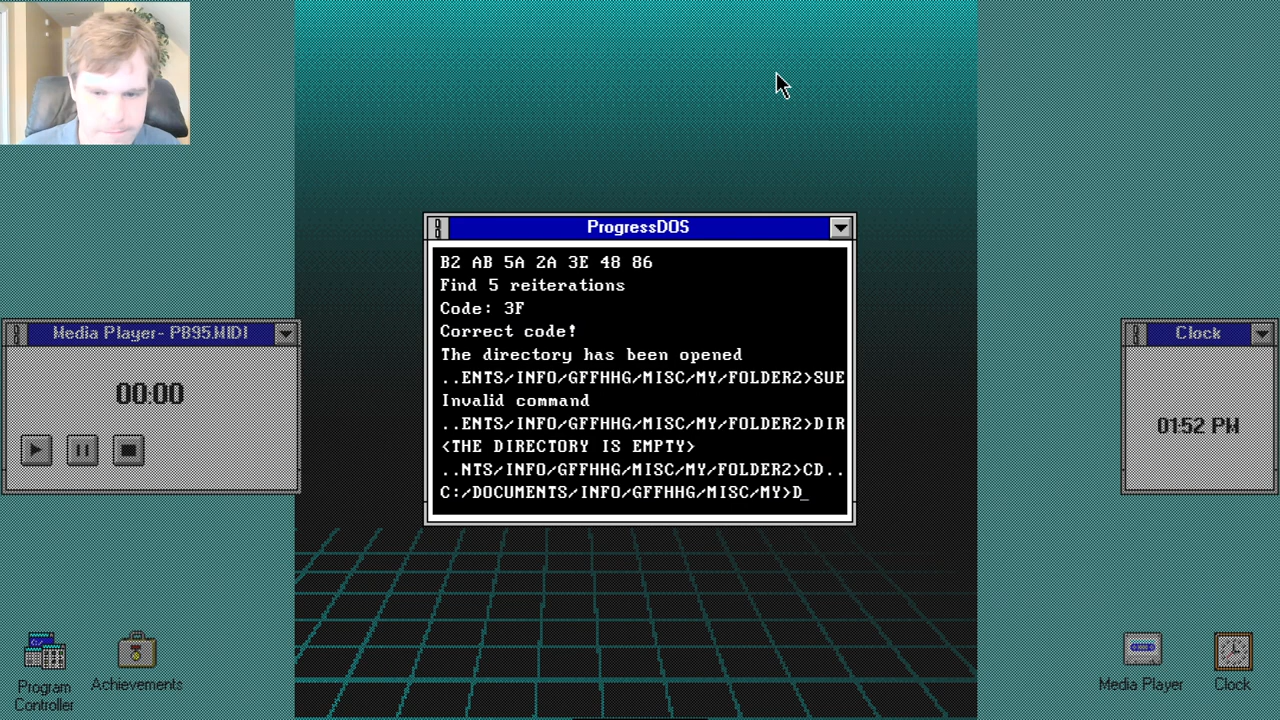 ProgressDOS
B2 AB 5A 2A 3E 48 86
Find 5 reiterations
Code: 3F
Correct code!
The directory has been opened
..ENTS/INFO/GFFHHG/MISC/MY/FOLDER2>SUE
Invalid command
..ENTS/INFO/GFFHHG/MISC/MY/FOLDER2>DIR
<THE DIRECTORY IS EMPTY>
..NTS/INFO/GFFHHG/MISC/MY/FOLDER2>CD..
C:/DOCUMENTS/INFO/GFFHHG/MISC/MY>D_
Media Player- PB95.MIDI
00:00
Clock
01:52 PM
Program
Controller
Achievements
Media Player
Clock